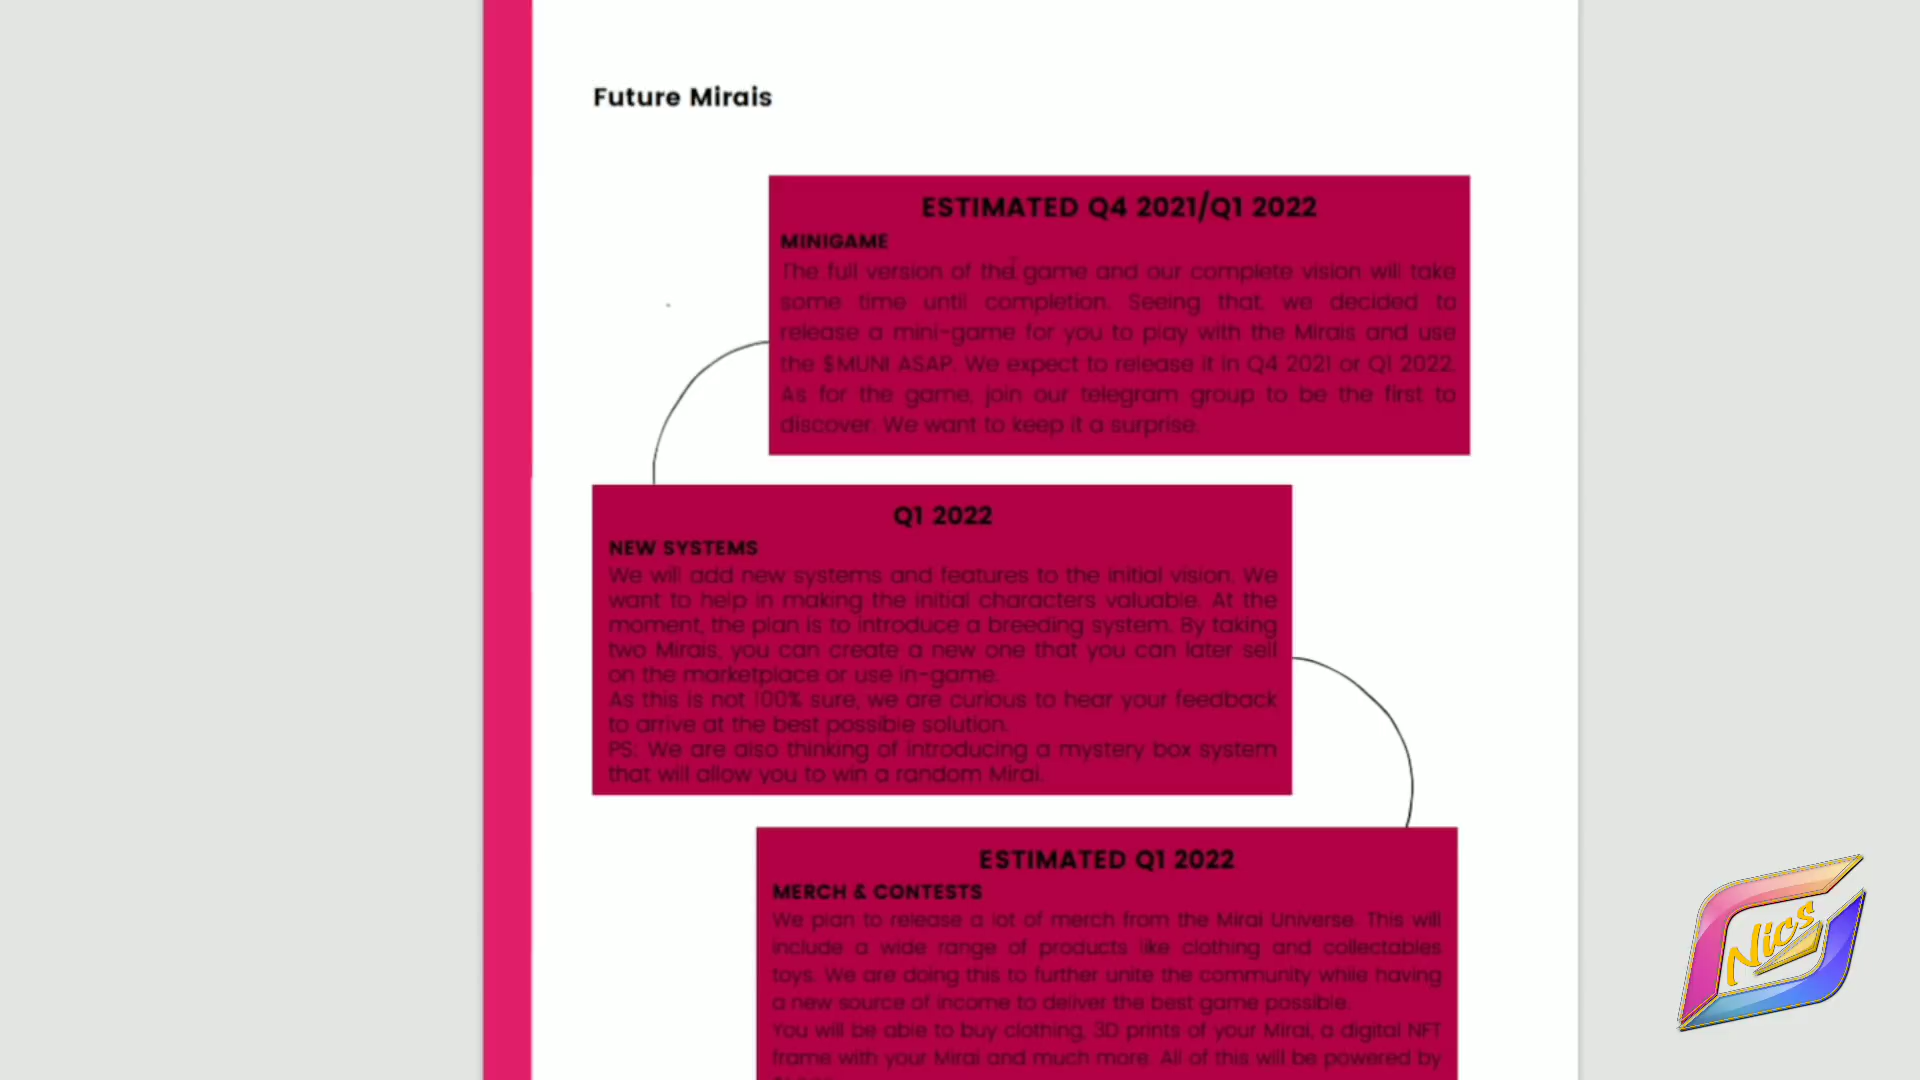 Future Mirais
ESTIMATED Q4 2021/Q1 2022
MINIGAME
The full version of the game and our complete vision will take
some time until completion. Seeing that, we decided to
release a mini-game for you to play with the Mirais and use
the $MUNI ASAP. We expect to release it in Q4 2021 or Q1 2022.
As for the game, join our telegram group to be the first to
discover. We want to keep it a surprise.
Q1 2022
NEW SYSTEMS
We will add new systems and features to the initial vision. We
want to help in making the initial characters valuable. At the
moment, the plan is to introduce a breeding system. By taking
two Mirais, you can create a new one that you can later sell
on the marketplace or use in-game.
As this is not 100% sure, we are curious to hear your feedback
to arrive at the best possible solution.
PS: We are also thinking of introducing a mystery box system
that will allow you to win a random Mirai.
ESTIMATED Q1 2022
MERCH & CONTESTS
We plan to release a lot of merch from the Mirai Universe. This will
include a wide range of products like clothing and collectables
toys. We are doing this to further unite the community while having
a new source of income to deliver the best game possible.
You will be able to buy clothing, 3D prints of your Mirai, a digital NFT
frame with your Mirai and much more. All of this will be powered by
Nics